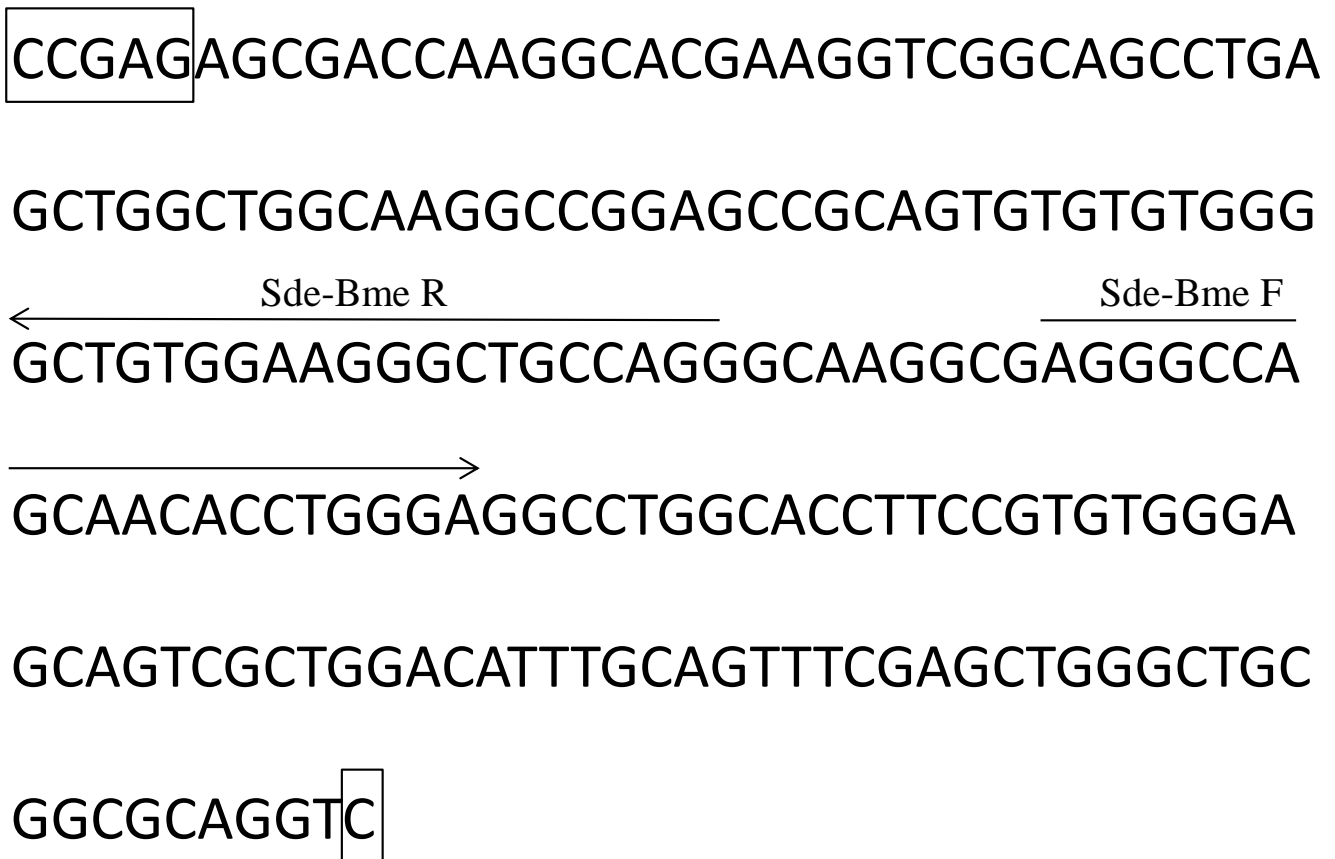 CCGAGAGCGACCAAGGCACGAAGGTCGGCAGCCTGA
GCTGGCTGGCAAGGCCGGAGCCGCAGTGTGTGTGGG
Sde-Bme R Sde-Bme F
GCTGTGGAAGGGCTGCCAGGGCAAGGCGAGGGCCA
GCAACACCTGGGAGGCCTGGCACCTTCCGTGTGGGA
GCAGTCGCTGGACATTTGCAGTTTCGAGCTGGGCTGC
GGCGCAGGTC